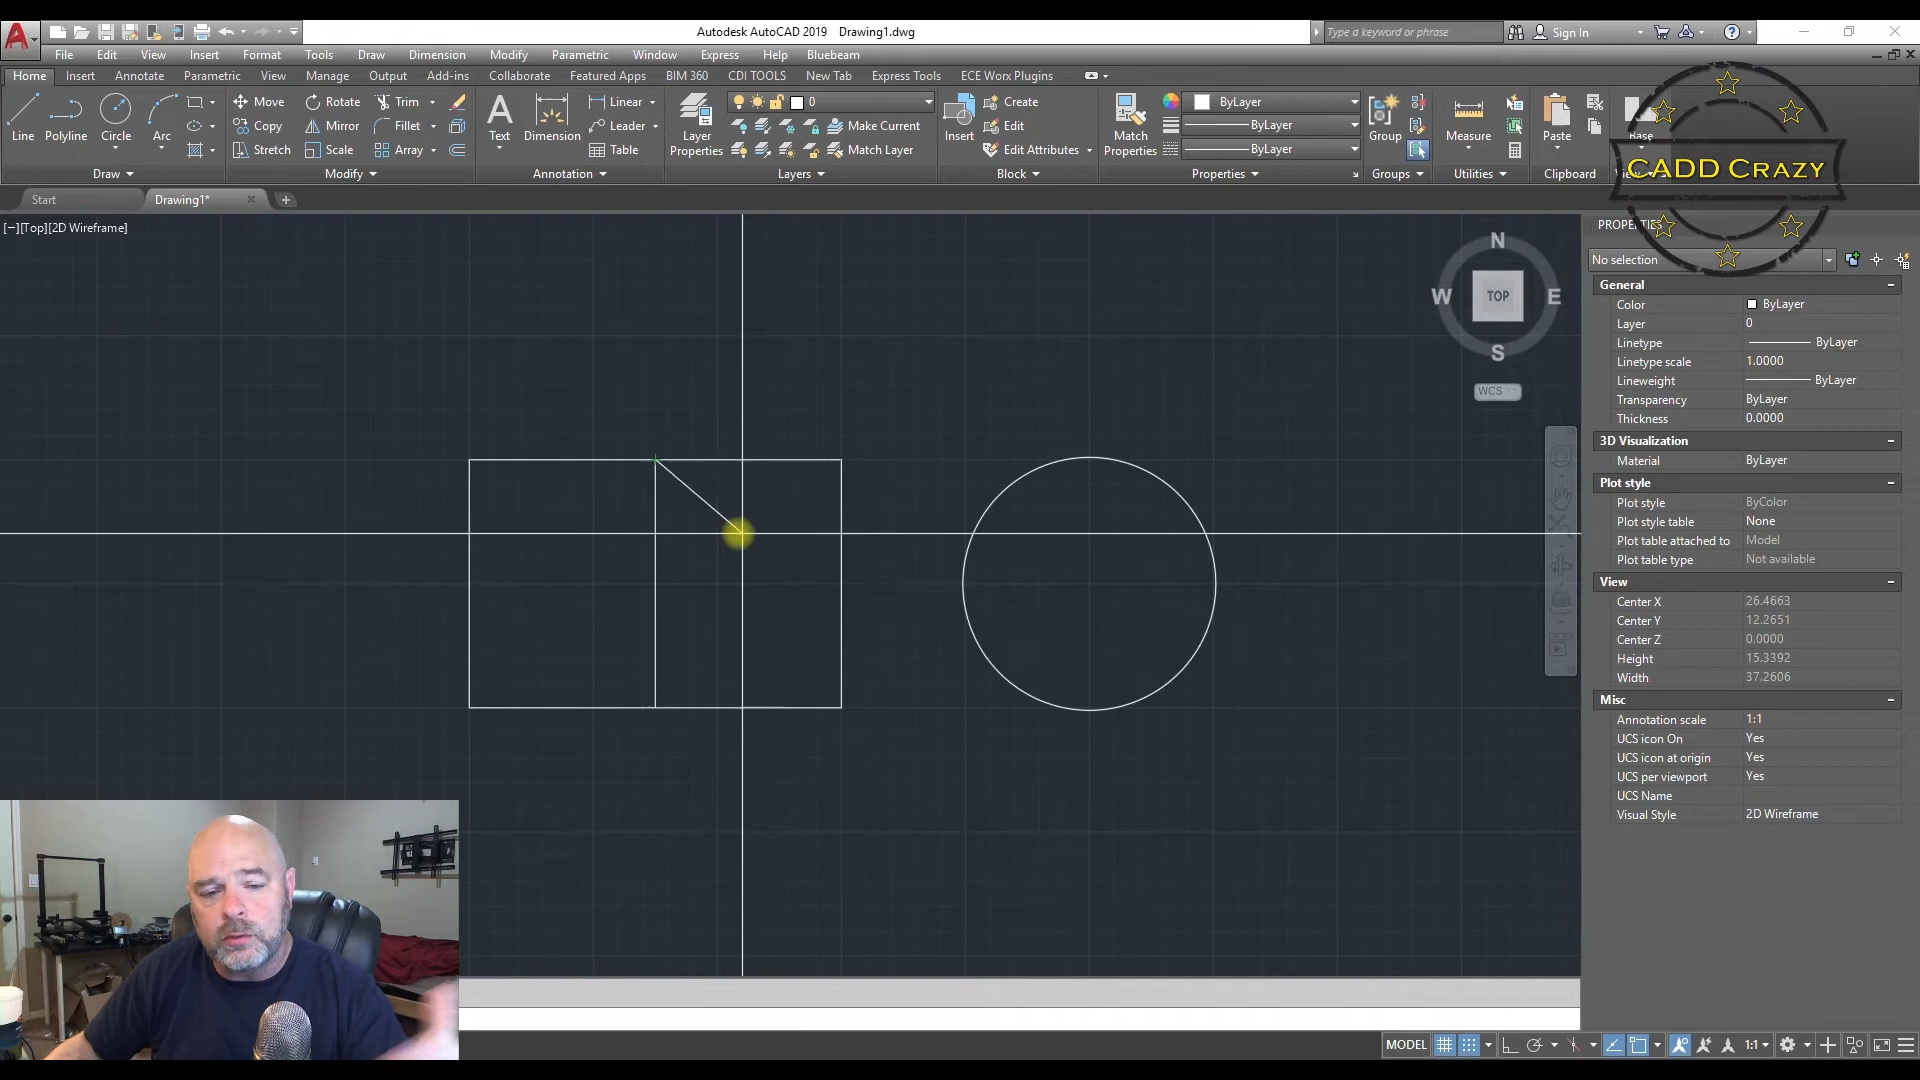 Autodesk AutoCAD 2019 Drawing1.dwg
Type a keyword or phrase
Sign In
File Edit View Insert Format Tools Draw Dimension Modify Parametric Window Express Help Bluebeam
Home Insert Annotate Parametric View Manage Output Add-ins Collaborate Featured Apps BIM 360 CDI TOOLS New Tab Express Tools ECE Worx Plugins
Line
Polyline
Circle
Arc
Draw
Move Rotate Trim
Copy Mirror Fillet
Stretch Scale Array
Modify
Text
Dimension
Linear
Leader
Table
Annotation
Layer
Properties
0
Make Current
Match Layer
Layers
Insert
Create
Edit
Edit Attributes
Block
Match
Properties
ByLayer
ByLayer
ByLayer
Properties
Group
Groups
Measure
Utilities
Paste
Clipboard
Base
CADD CRAZY
Start
Drawing1*
[−][Top][2D Wireframe]
N
W TOP E
S
WCS
PROPERTIES
No selection
General
Color ByLayer
Layer 0
Linetype ByLayer
Linetype scale 1.0000
Lineweight ByLayer
Transparency ByLayer
Thickness 0.0000
3D Visualization
Material ByLayer
Plot style
Plot style ByColor
Plot style table None
Plot table attached to Model
Plot table type Not available
View
Center X 26.4663
Center Y 12.2651
Center Z 0.0000
Height 15.3392
Width 37.2606
Misc
Annotation scale 1:1
UCS icon On Yes
UCS icon at origin Yes
UCS per viewport Yes
UCS Name
Visual Style 2D Wireframe
MODEL
1:1